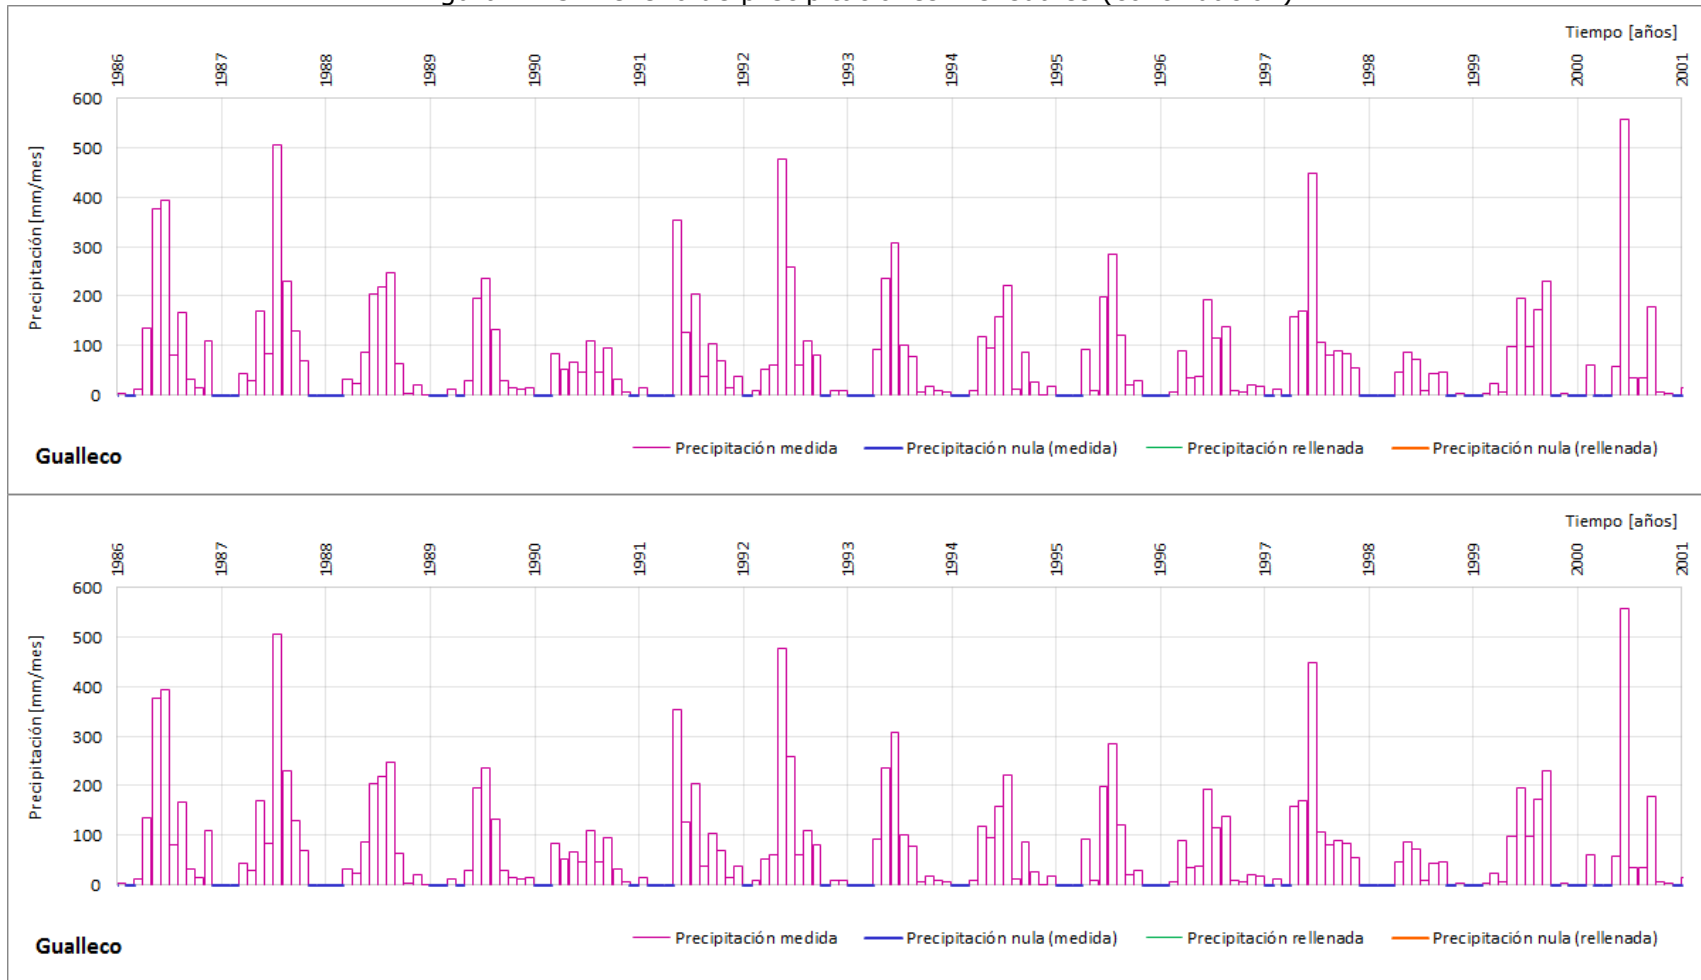 Tiempo [años]
1986 1987 1988 1989 1990 1991 1992 1993 1994 1995 1996 1997 1998 1999 2000 2001
Precipitación [mm/mes]
600
500
400
300
200
100
0
Gualleco
Precipitación medida Precipitación nula (medida) Precipitación rellenada Precipitación nula (rellenada)
Tiempo [años]
1986 1987 1988 1989 1990 1991 1992 1993 1994 1995 1996 1997 1998 1999 2000 2001
Precipitación [mm/mes]
600
500
400
300
200
100
0
Gualleco
Precipitación medida Precipitación nula (medida) Precipitación rellenada Precipitación nula (rellenada)